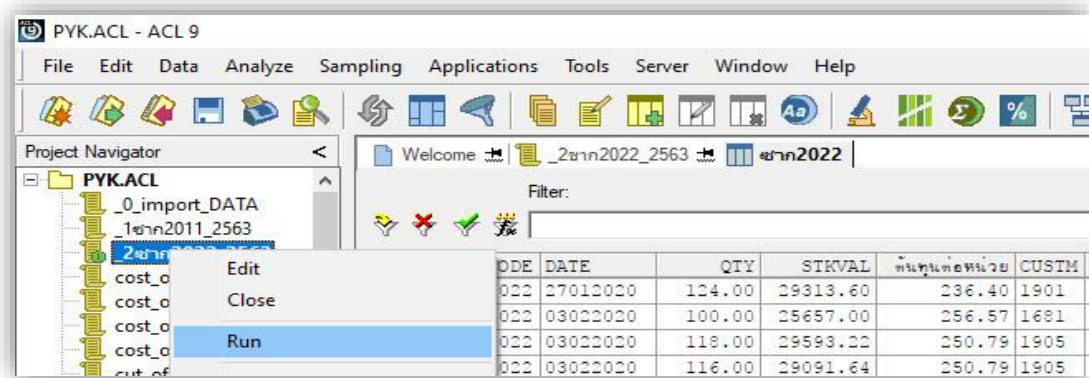 PYK.ACL - ACL 9
File Edit Data Analyze Sampling Applications Tools Server Window Help
Project Navigator <
Welcome _2ซาก2022_2563 ซาก2022
PYK.ACL
Filter:
_0_import_DATA
_1ซาก2011_2563
Edit
ODE DATE QTY STKVAL ต้นทุนต่อหน่วย CUSTM
cost_o
022 27012020 124.00 29313.60 236.40 1901
cost_o Close
022 03022020 100.00 25657.00 256.57 1681
cost_o Run
022 03022020 118.00 29593.22 250.79 1905
cost_o
022 03022020 116.00 29091.64 250.79 1905